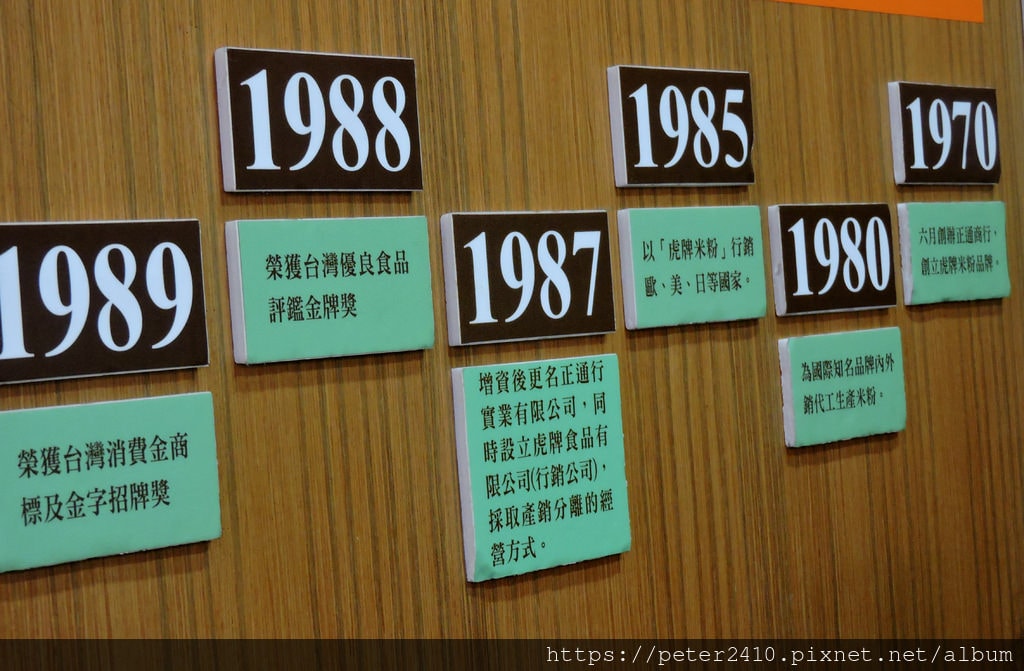 1989
榮獲台灣消費金商
標及金字招牌獎
1988
榮獲台灣優良食品
評鑑金牌獎
1987
增資後更名正通行
實業有限公司，同
時設立虎牌食品有
限公司(行銷公司)，
採取產銷分離的經
營方式。
1985
以「虎牌米粉」行銷
歐、美、日等國家。
1980
為國際知名品牌內外
銷代工生產米粉。
1970
六月創辦正通商行，
創立虎牌米粉品牌。
https://peter2410.pixnet.net/album